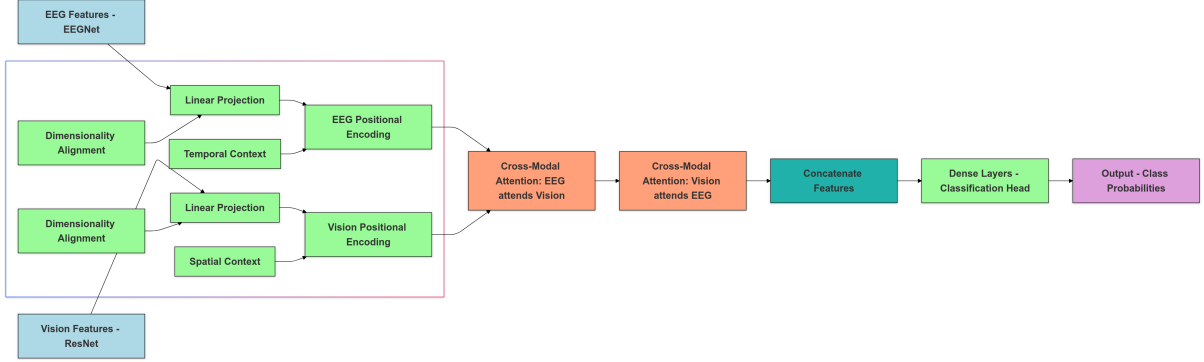 EEG Features -
EEGNet
Linear Projection
EEG Positional
Encoding
Dimensionality
Alignment
Temporal Context
Cross-Modal
Attention: EEG
attends Vision
Cross-Modal
Attention: Vision
attends EEG
Concatenate
Features
Dense Layers -
Classification Head
Output - Class
Probabilities
Linear Projection
Dimensionality
Alignment
Vision Positional
Encoding
Spatial Context
Vision Features -
ResNet